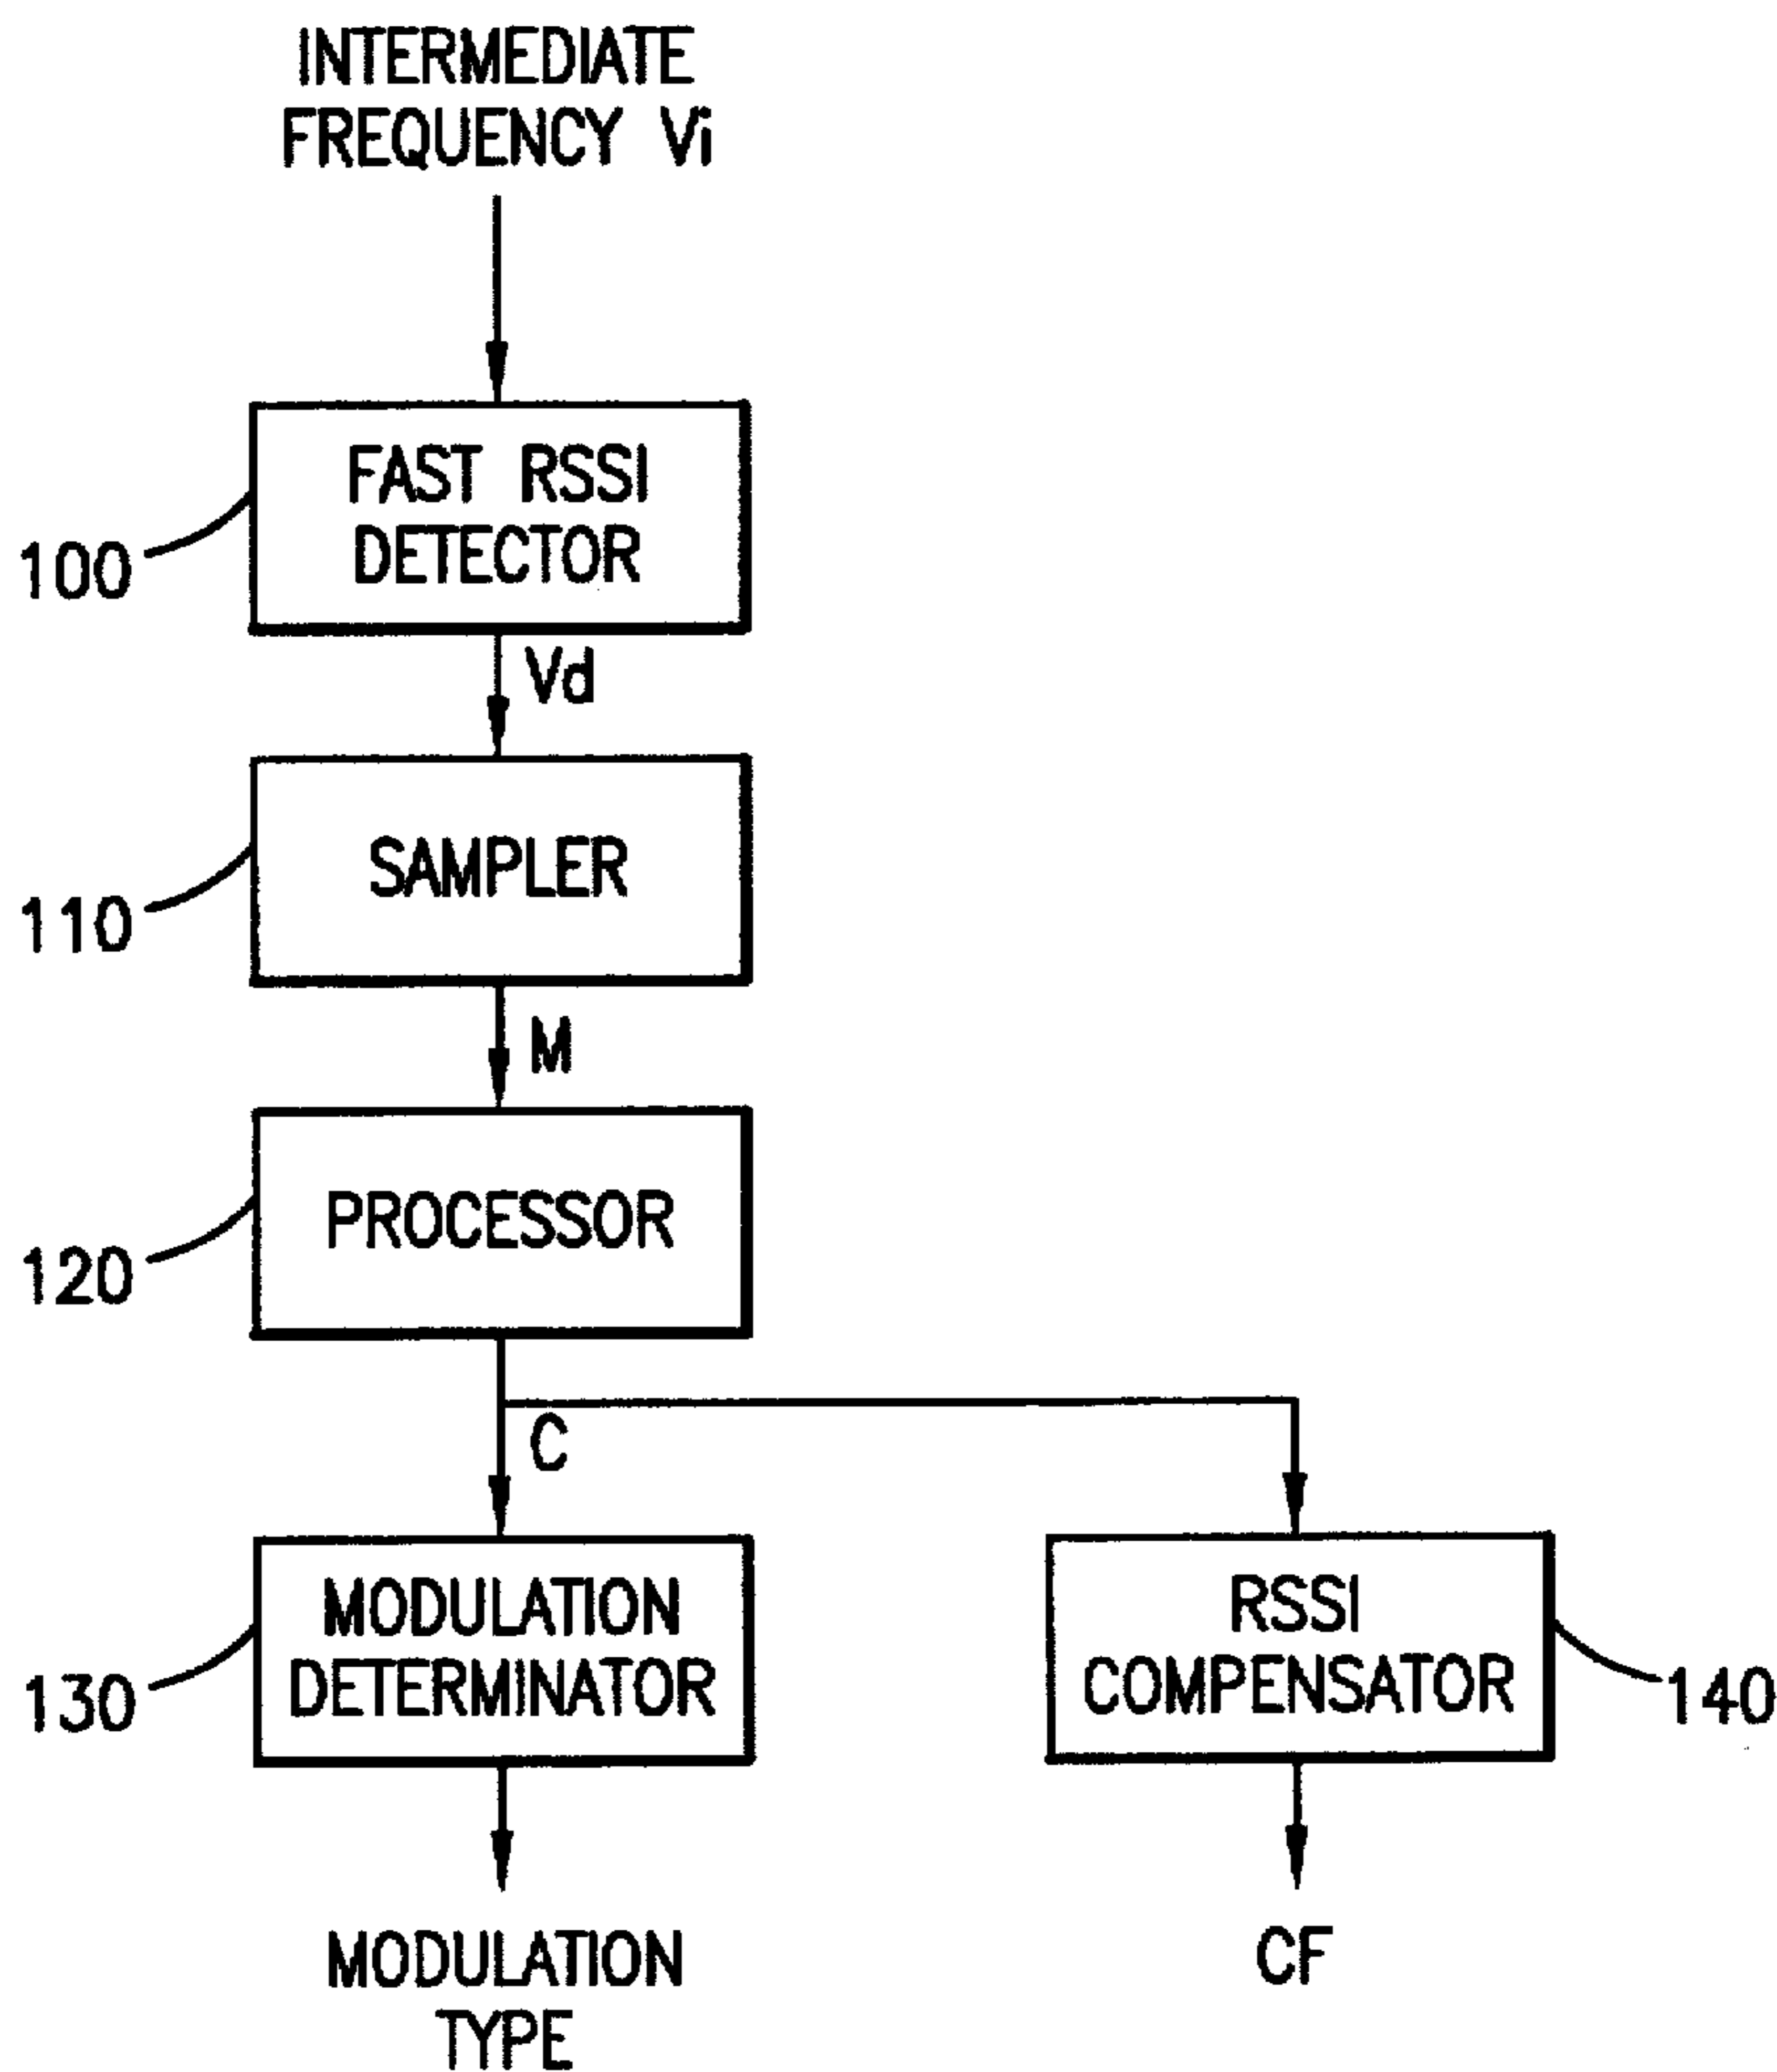 INTERMEDIATE
FREQUENCY Vi
FAST RSSI
DETECTOR
100
Vd
SAMPLER
110
M
PROCESSOR
120
C
MODULATION
DETERMINATOR
130
RSSI
COMPENSATOR
140
MODULATION
TYPE
CF